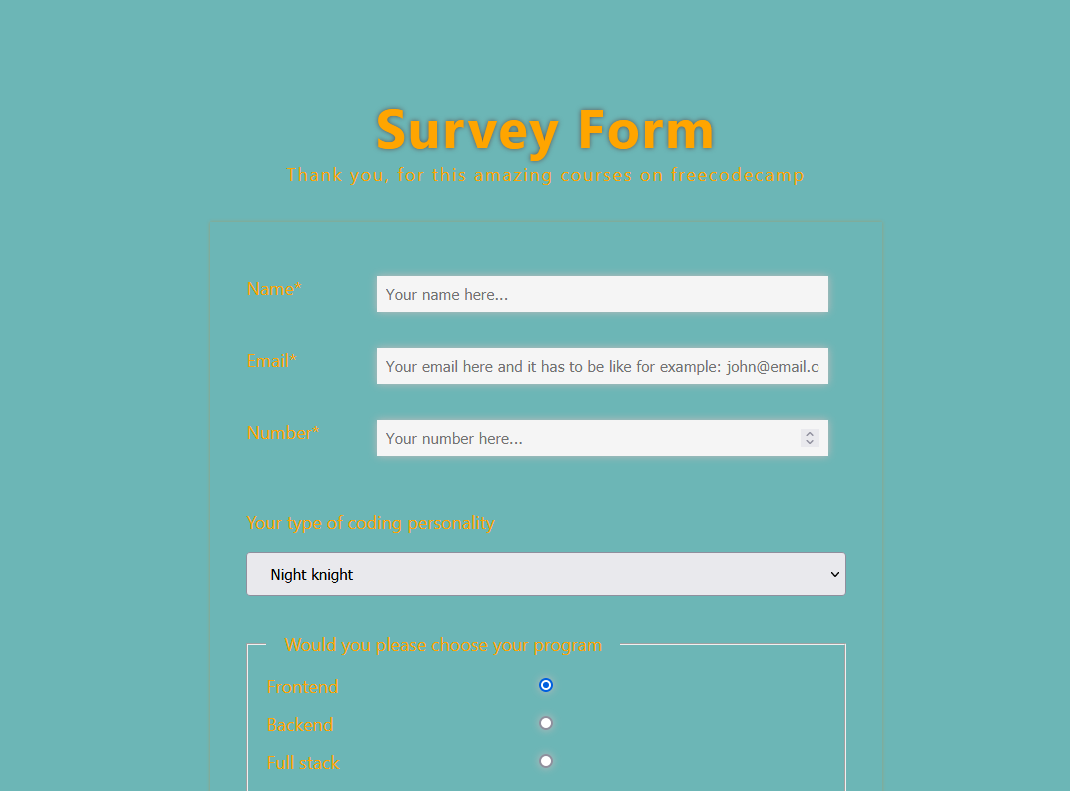 Survey Form
Thank you, for this amazing courses on freecodecamp
Name*
Your name here...
Email*
Your email here and it has to be like for example: john@email.c
Number*
Your number here...
Your type of coding personality
Night knight
Would you please choose your program
Frontend
Backend
Full stack